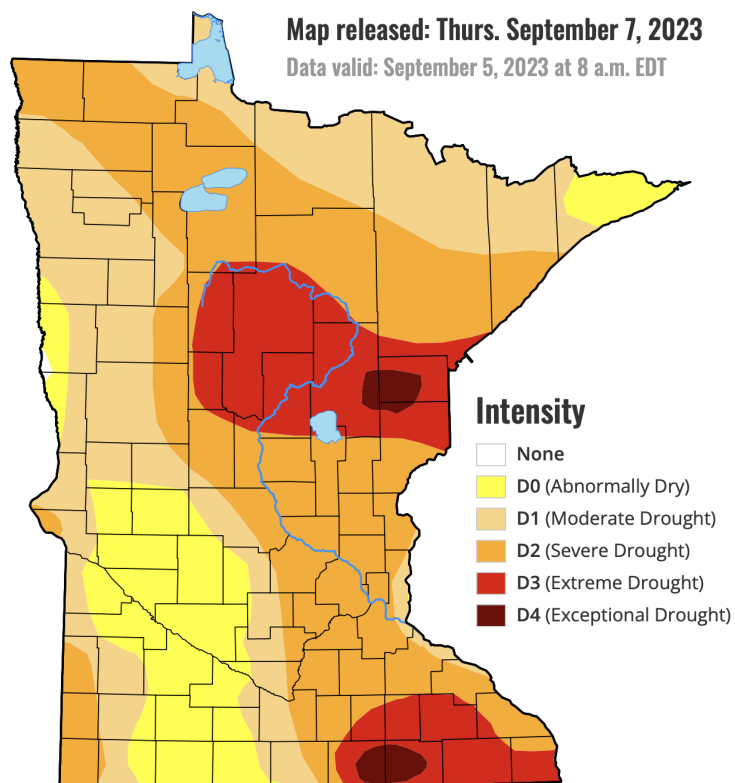 Map released: Thurs. September 7, 2023
Data valid: September 5, 2023 at 8 a.m. EDT
Intensity
None
D0 (Abnormally Dry)
D1 (Moderate Drought)
D2 (Severe Drought)
D3 (Extreme Drought)
D4 (Exceptional Drought)